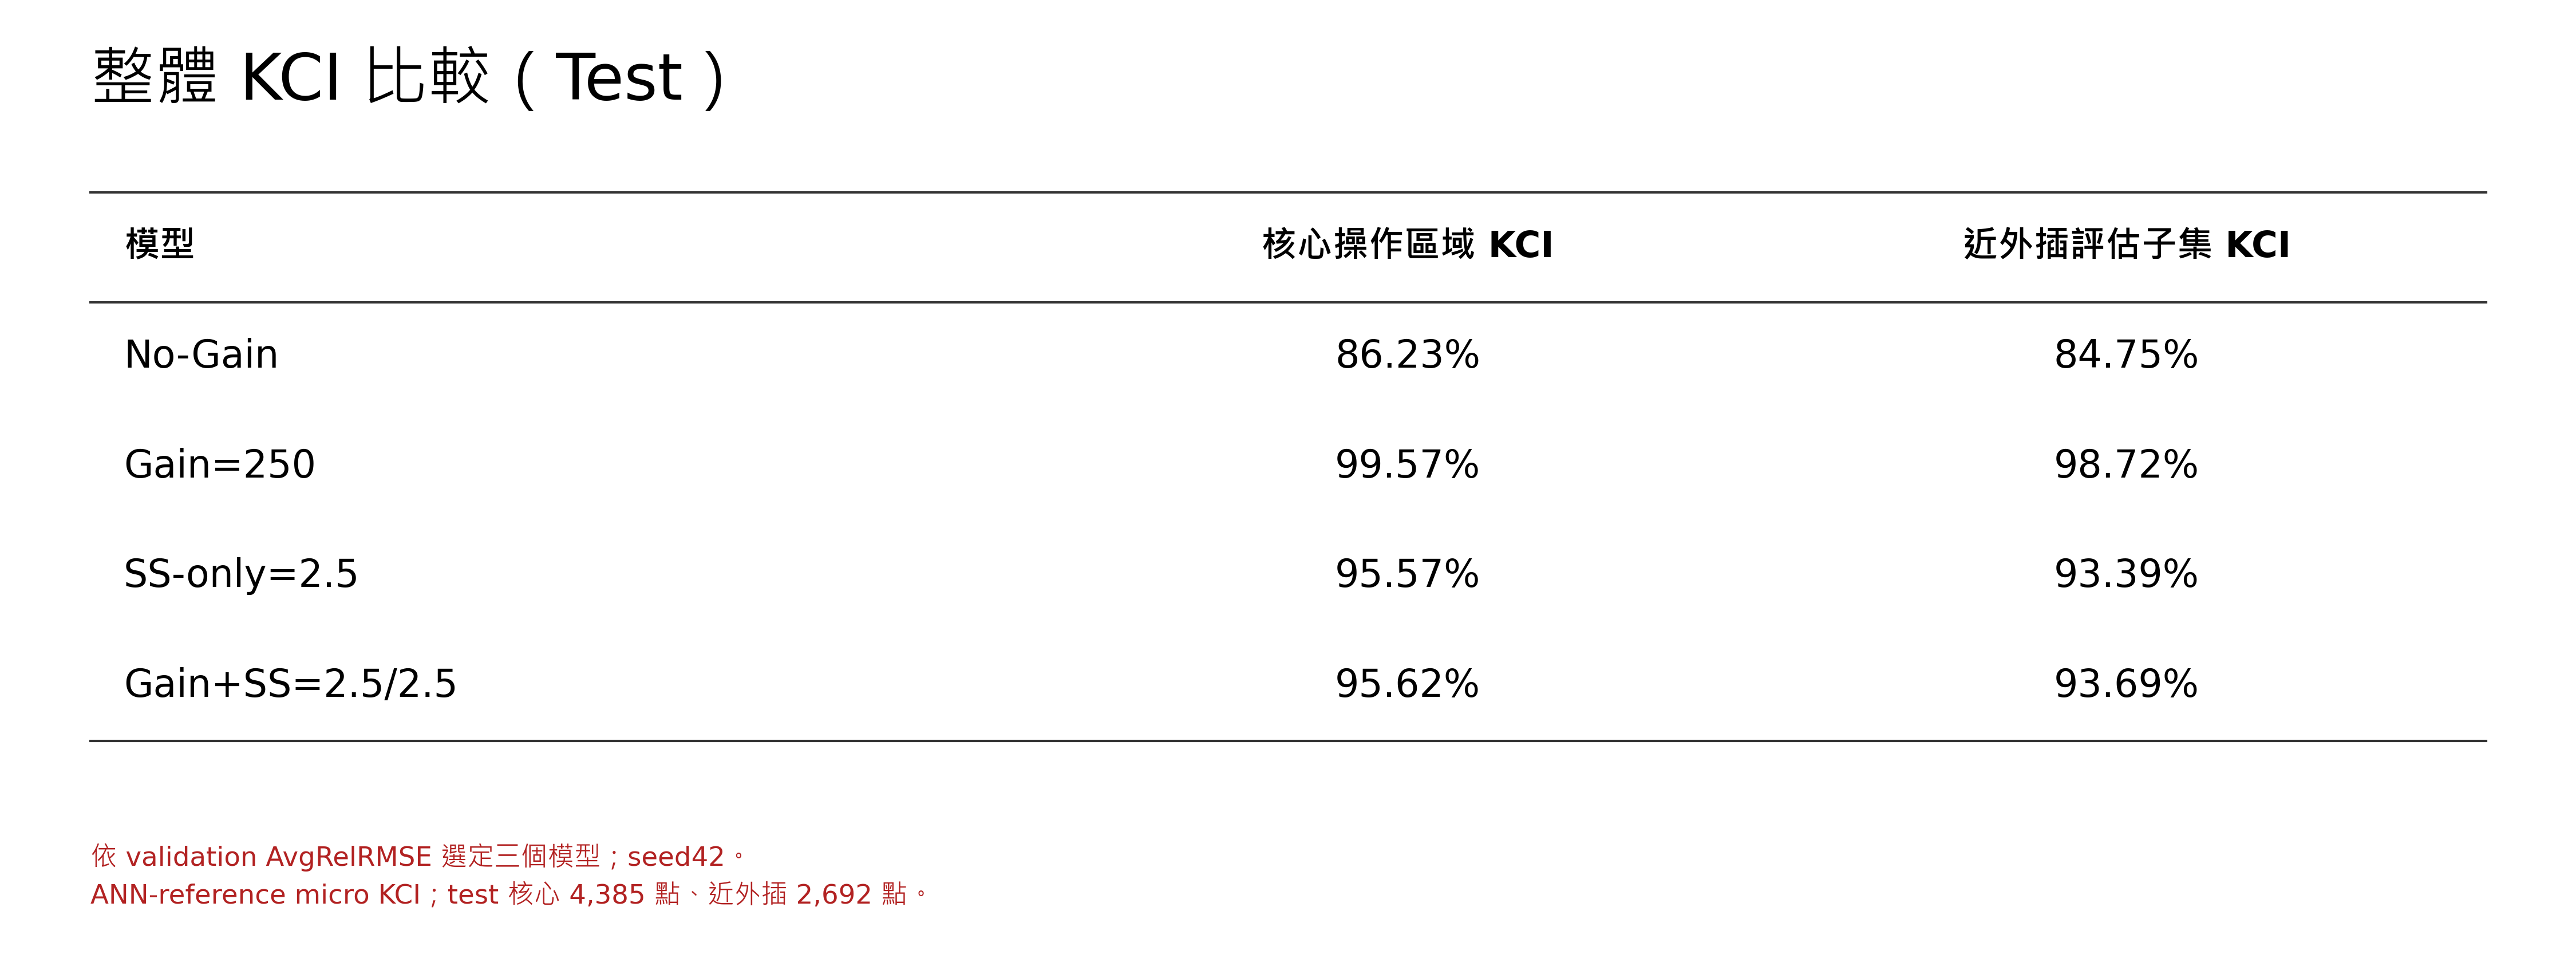 整體 KCI 比較（Test）
模型 核心操作區域 KCI 近外插評估子集 KCI
No-Gain 86.23% 84.75%
Gain=250 99.57% 98.72%
SS-only=2.5 95.57% 93.39%
Gain+SS=2.5/2.5 95.62% 93.69%
依 validation AvgRelRMSE 選定三個模型；seed42。
ANN-reference micro KCI；test 核心 4,385 點、近外插 2,692 點。